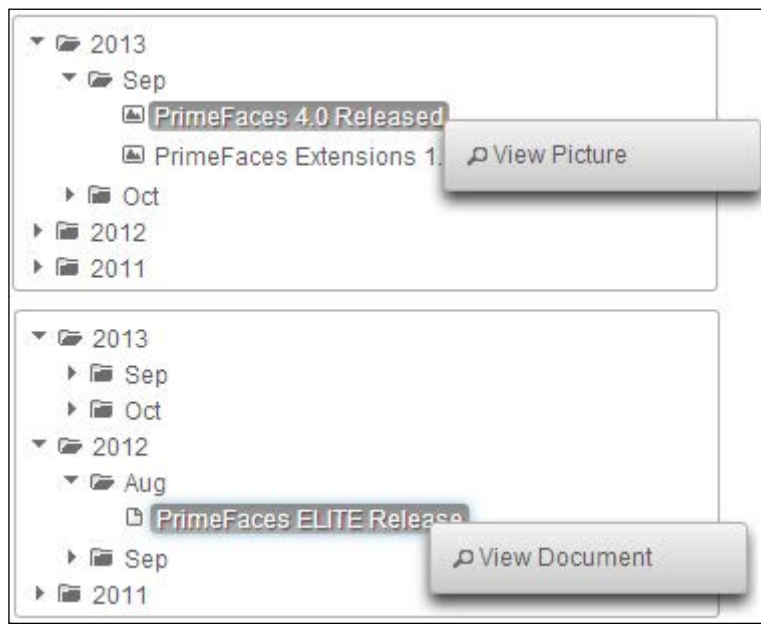 2013
Sep
PrimeFaces 4.0 Released
PrimeFaces Extensions 1.
View Picture
Oct
2012
2011
2013
Sep
Oct
2012
Aug
PrimeFaces ELITE Release
View Document
Sep
2011